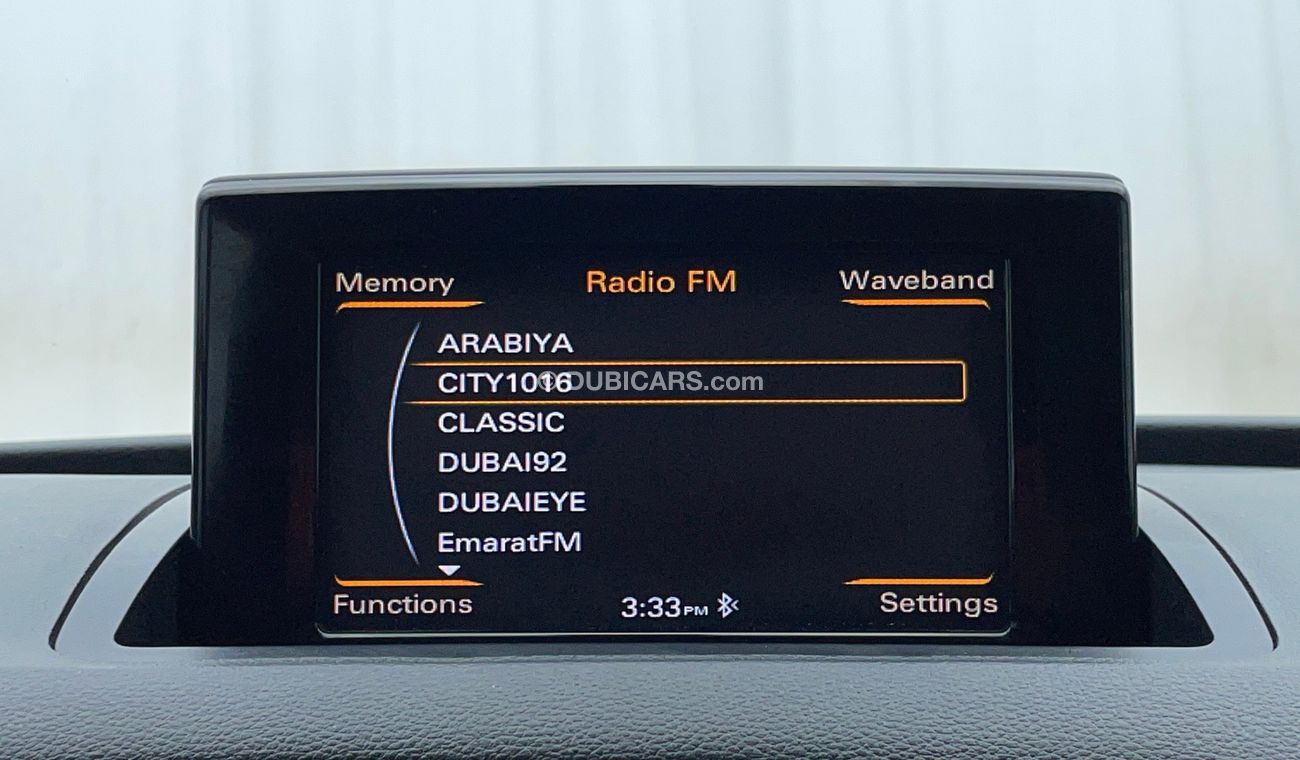 Memory Radio FM Waveband
ARABIYA
CITY1016
© DUBICARS.com
CLASSIC
DUBAI92
DUBAIEYE
EmaratFM
Functions 3:33PM Settings